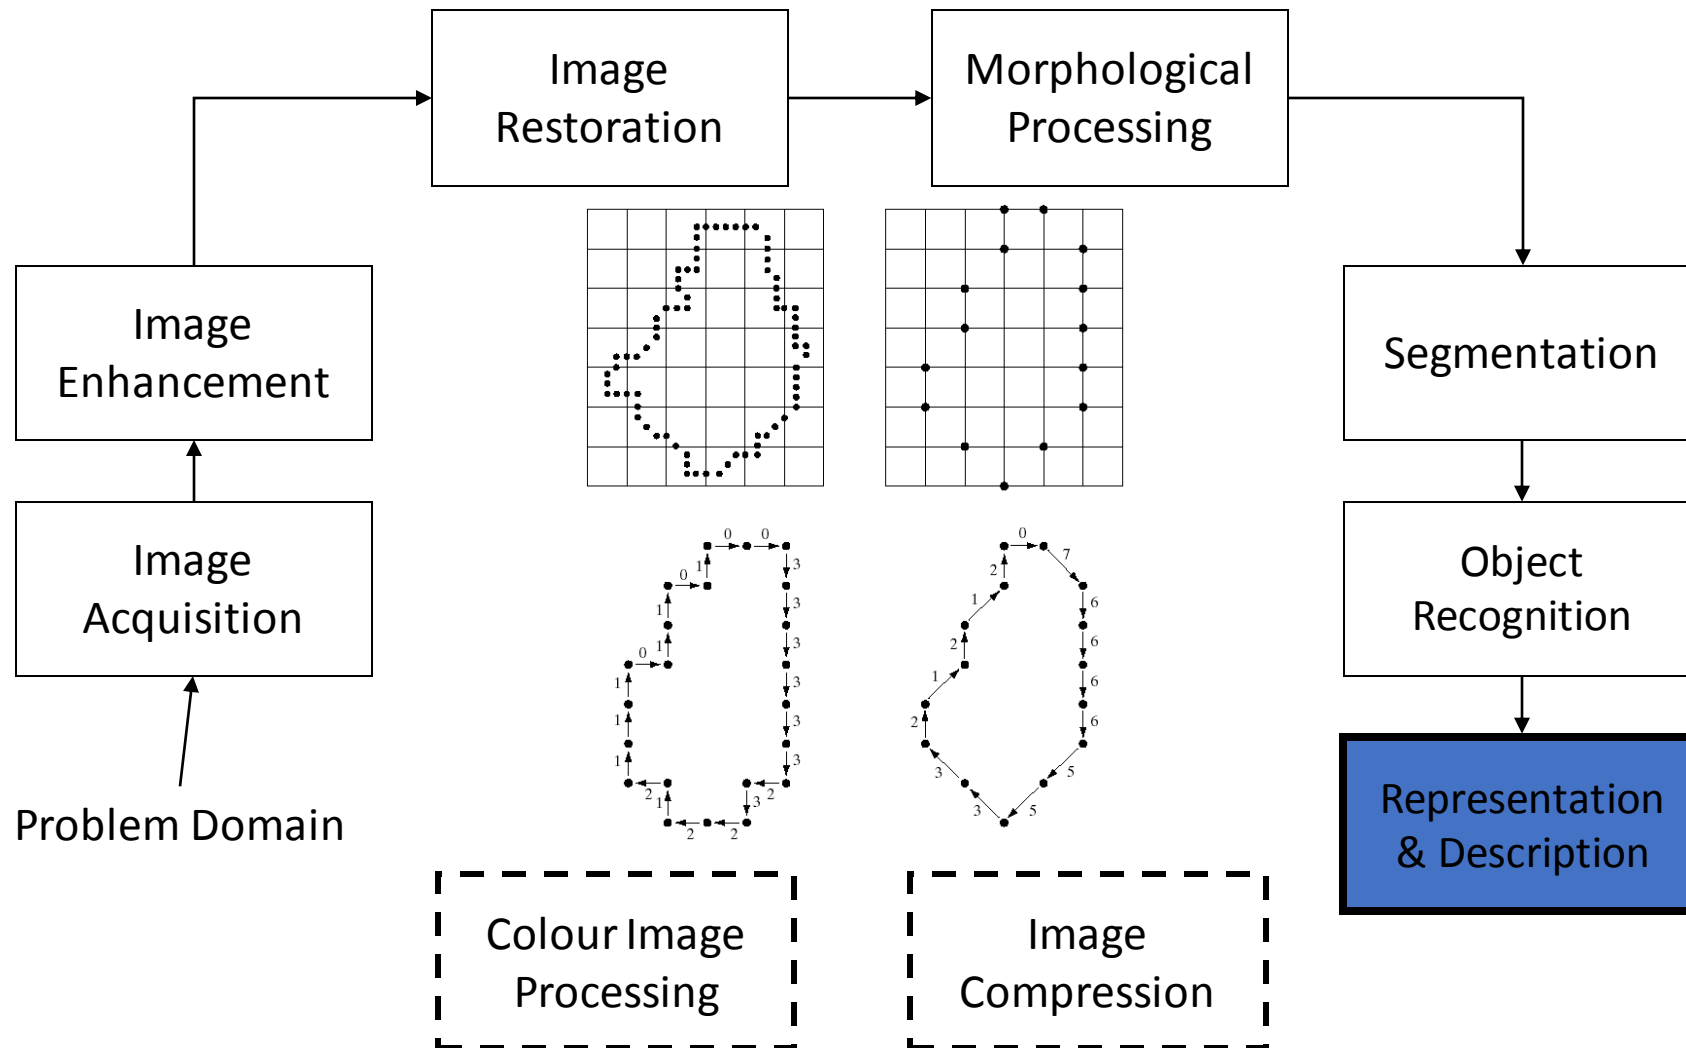 Image
Restoration
Morphological
Processing
Image
Enhancement
Segmentation
Image
Acquisition
Object
Recognition
Problem Domain
Representation
& Description
0 0
1 3
0
3
1
3
1
0
3
1
3
1
3
1
2 2
1 3
2 2
0
7
2
1 6
6
2
1 6
2 6
3 5
3 5
Colour Image
Processing
Image
Compression